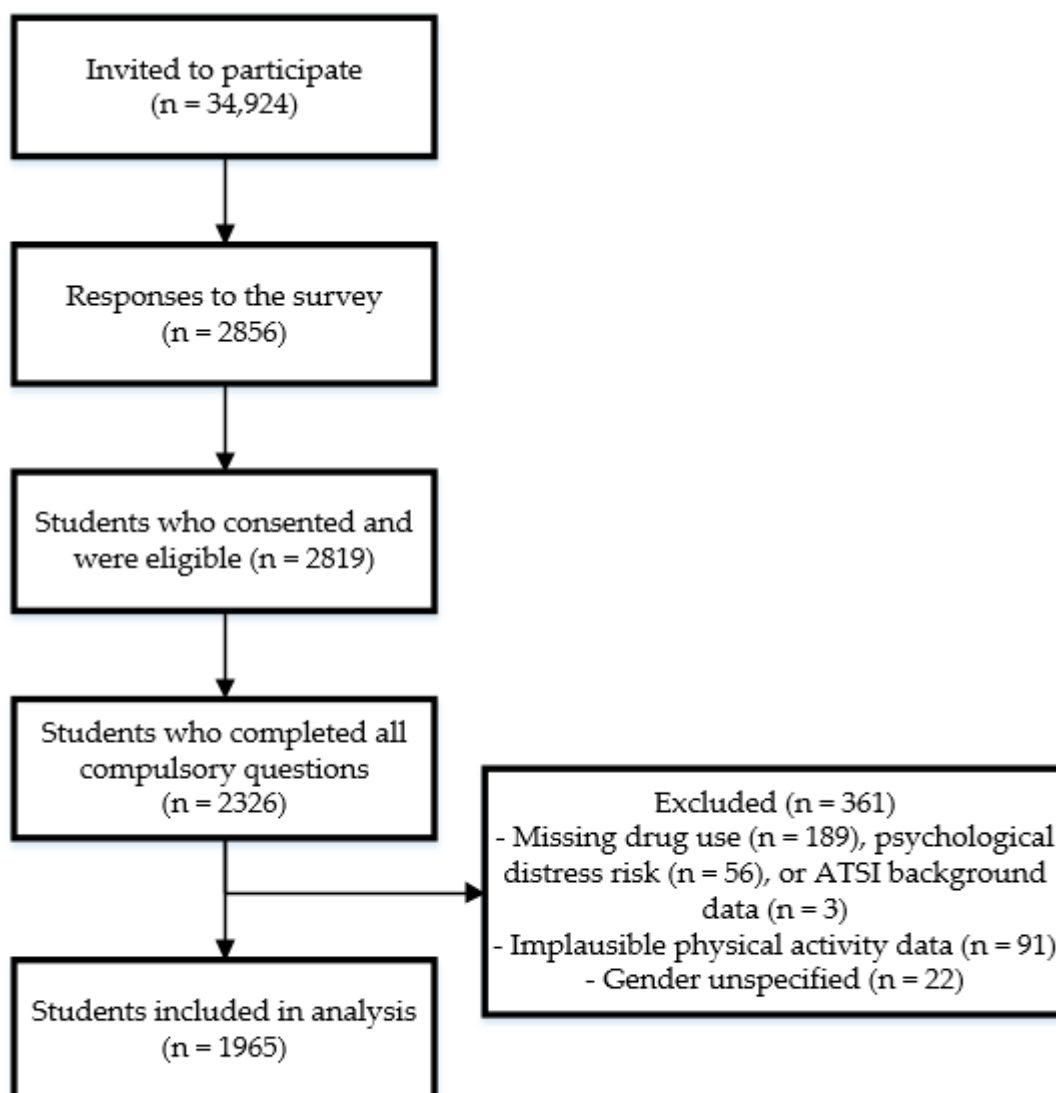 Invited to participate
(n = 34,924)
Responses to the survey
(n = 2856)
Students who consented and
were eligible (n = 2819)
Students who completed all
compulsory questions
(n = 2326)
Excluded (n = 361)
- Missing drug use (n = 189), psychological
distress risk (n = 56), or ATSI background
data (n = 3)
- Implausible physical activity data (n = 91)
- Gender unspecified (n = 22)
Students included in analysis
(n = 1965)